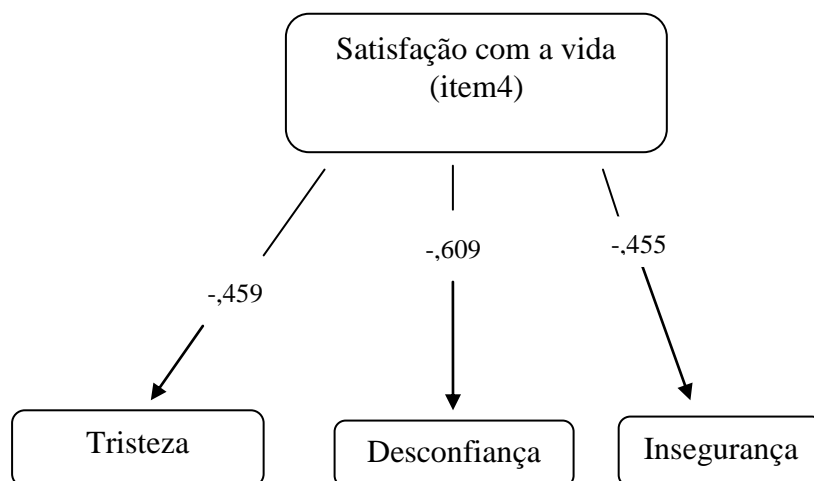 Satisfação com a vida
(item4)
-,459
-,609
-,455
Tristeza
Desconfiança
Insegurança